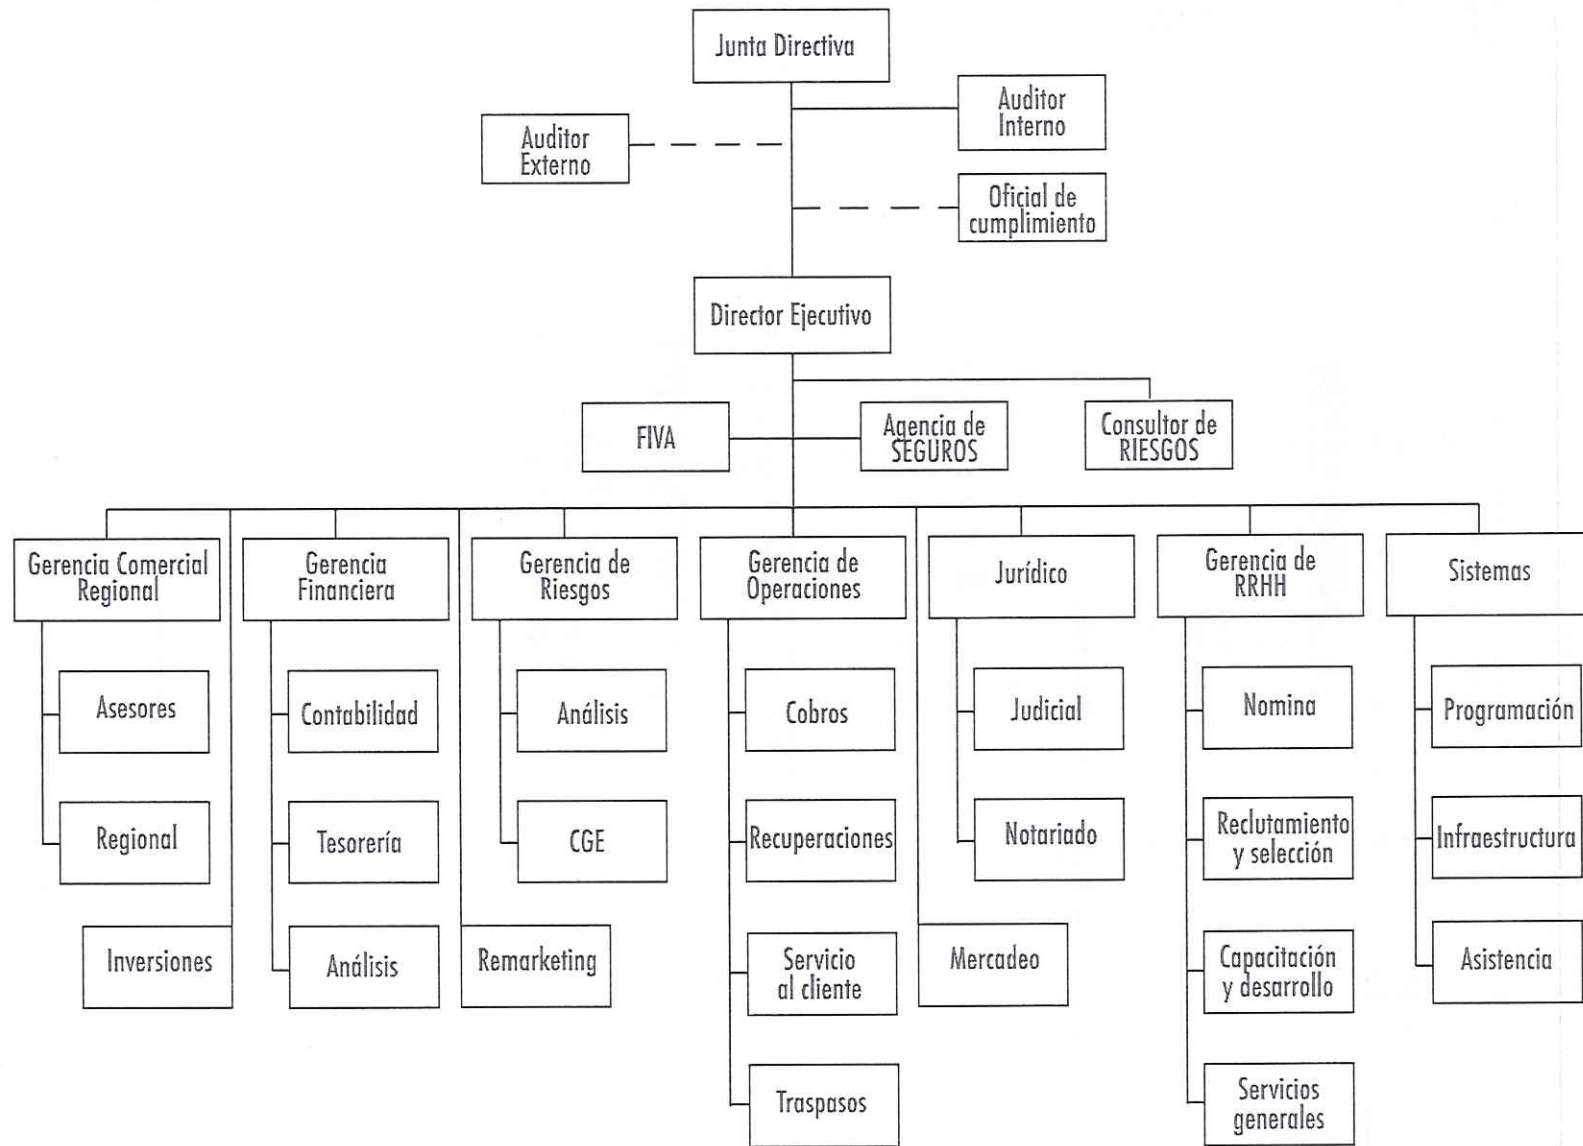 Junta Directiva
Auditor
Interno
Auditor
Externo
Oficial de
cumplimiento
Director Ejecutivo
FIVA
Agencia de
SEGUROS
Consultor de
RIESGOS
Gerencia Comercial
Regional
Gerencia
Financiera
Gerencia de
Riesgos
Gerencia de
Operaciones
Jurídico
Gerencia de
RRHH
Sistemas
Asesores
Contabilidad
Análisis
Cobros
Judicial
Nomina
Programación
Regional
Tesorería
CGE
Recuperaciones
Notariado
Reclutamiento
y selección
Infraestructura
Inversiones
Análisis
Remarketing
Servicio
al cliente
Mercadeo
Capacitación
y desarrollo
Asistencia
Traspasos
Servicios
generales